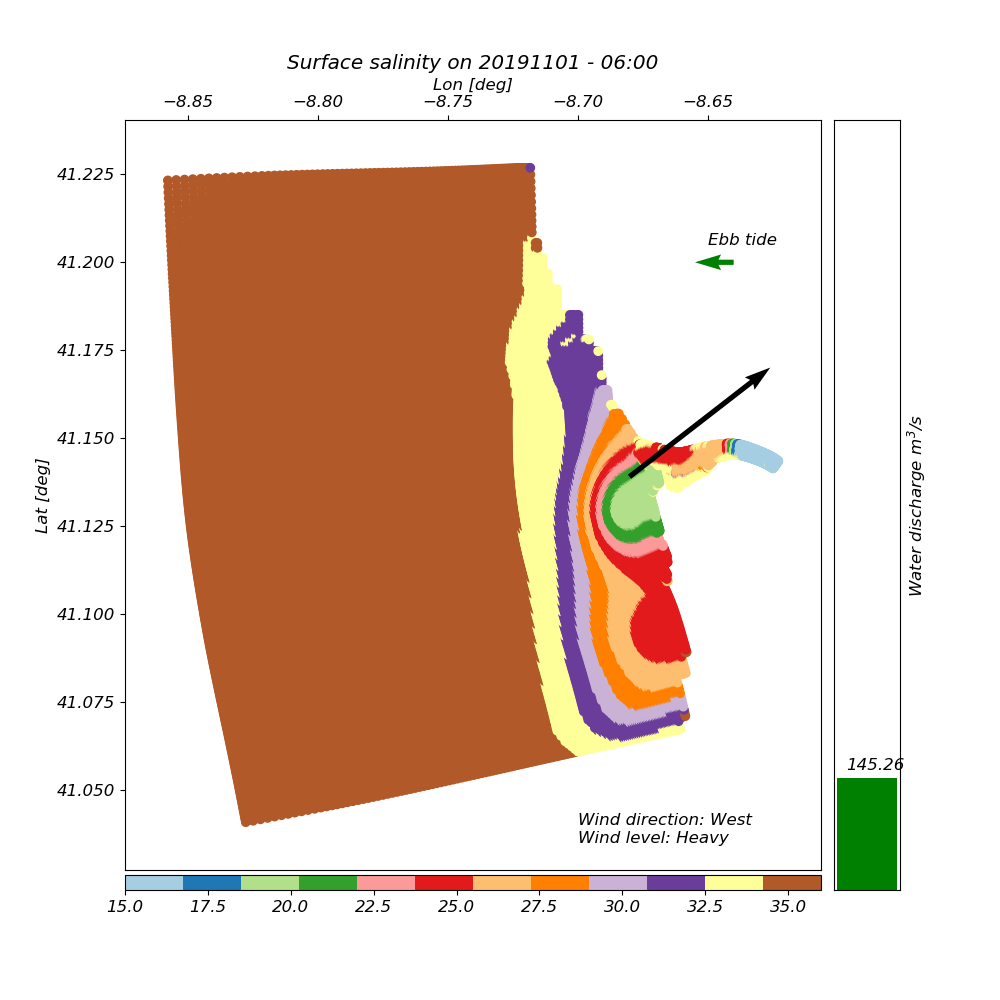 Surface salinity on 20191101 - 06:00
Lon [deg]
−8.85 −8.80 −8.75 −8.70 −8.65
41.225
Ebb tide
41.200
41.175
41.150
Lat [deg]
41.125
41.100
41.075
41.050
Water discharge m³/s
145.26
Wind direction: West
Wind level: Heavy
15.0 17.5 20.0 22.5 25.0 27.5 30.0 32.5 35.0